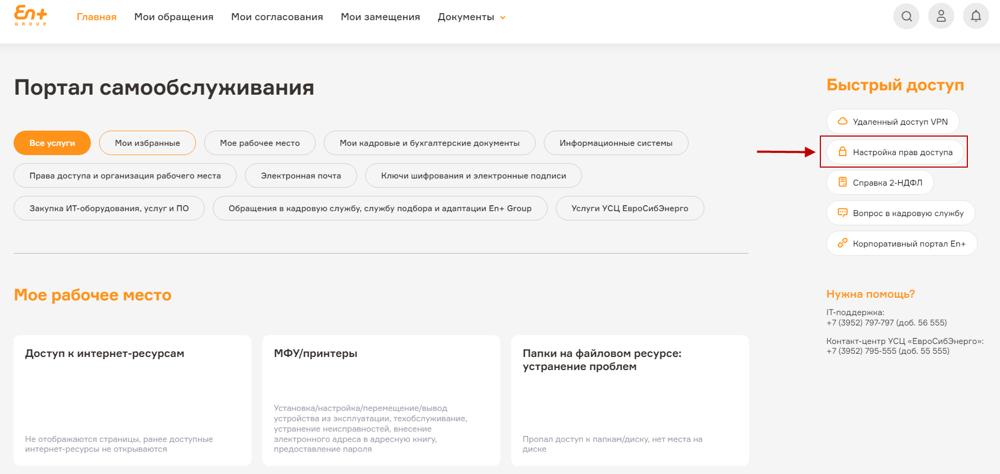 En+
GROUP
Главная
Мои обращения
Мои согласования
Мои замещения
Документы
Портал самообслуживания
Все услуги
Мои избранные
Мое рабочее место
Мои кадровые и бухгалтерские документы
Информационные системы
Права доступа и организация рабочего места
Электронная почта
Ключи шифрования и электронные подписи
Закупка ИТ-оборудования, услуг и ПО
Обращения в кадровую службу, службу подбора и адаптации En+ Group
Услуги УСЦ ЕвроСибЭнерго
Мое рабочее место
Доступ к интернет-ресурсам
Не отображаются страницы, ранее доступные
интернет-ресурсы не открываются
МФУ/принтеры
Установка/настройка/перемещение/вывод
устройства из эксплуатации, техобслуживание,
устранение неисправностей, внесение
электронного адреса в адресную книгу,
предоставление пароля
Папки на файловом ресурсе:
устранение проблем
Пропал доступ к папкам/диску, нет места на
диске
Быстрый доступ
Удаленный доступ VPN
Настройка прав доступа
Справка 2-НДФЛ
Вопрос в кадровую службу
Корпоративный портал En+
Нужна помощь?
IT-поддержка:
+7 (3952) 797-797 (доб. 56 555)
Контакт-центр УСЦ «ЕвроСибЭнерго»:
+7 (3952) 795-555 (доб. 55 555)